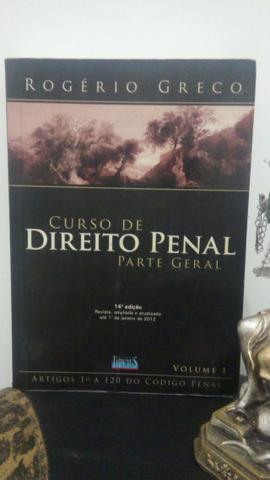 ROGÉRIO GRECO
CURSO DE
DIREITO PENAL
PARTE GERAL
14ª edição
Revista, ampliada e atualizada
até 1º de janeiro de 2012
VOLUME I
ARTIGOS 1º A 120 DO CÓDIGO PENAL